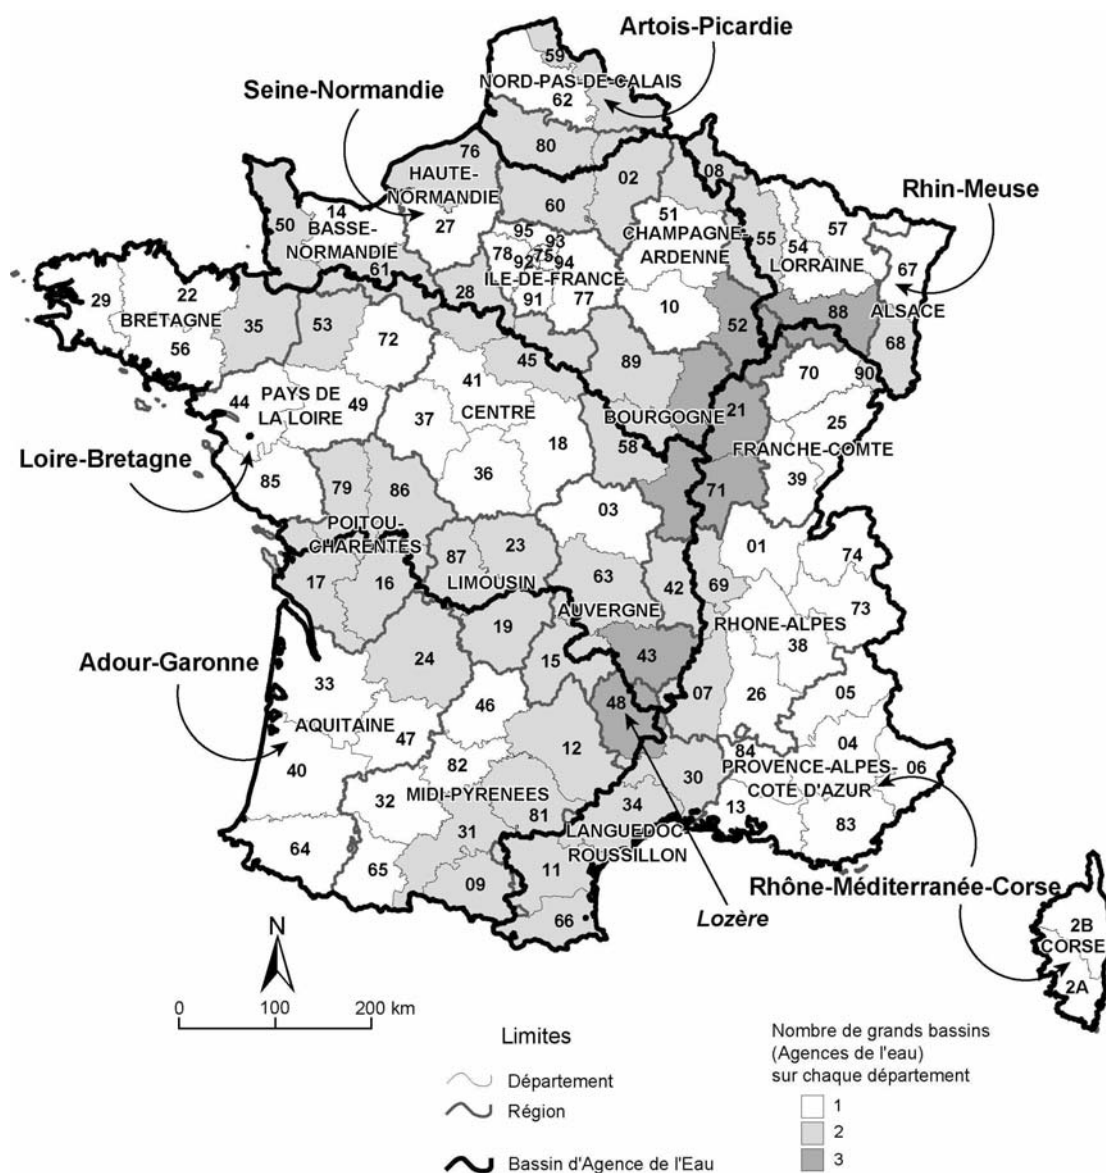 Artois-Picardie
59
NORD-PAS-DE-CALAIS
62
Seine-Normandie
80
76
HAUTE-
NORMANDIE
27
02
08
60
Rhin-Meuse
14
50
BASSE-
NORMANDIE
61
95
93
78
75
92
94
ILE-DE-FRANCE
91
77
28
51
CHAMPAGNE-
ARDENNE
10
52
55
54
57
LORRAINE
67
88
ALSACE
68
29
22
BRETAGNE
56
35
53
72
45
89
70
90
44
PAYS DE
LA LOIRE
49
41
37
CENTRE
18
36
BOURGOGNE
58
21
25
FRANCHE-COMTE
39
71
Loire-Bretagne
85
79
86
POITOU-
CHARENTES
03
01
74
17
16
87
23
LIMOUSIN
63
AUVERGNE
42
69
RHONE-ALPES
73
38
19
24
15
43
Adour-Garonne
33
AQUITAINE
47
46
48
07
26
05
40
12
04
82
84
PROVENCE-ALPES-
COTE D'AZUR
06
32
MIDI-PYRENEES
81
30
34
13
83
31
LANGUEDOC-
ROUSSILLON
64
65
09
11
66
Rhône-Méditerranée-Corse
Lozère
2B
CORSE
2A
N
0 100 200 km
Limites
Département
Région
Bassin d'Agence de l'Eau
Nombre de grands bassins
(Agences de l'eau)
sur chaque département
1
2
3